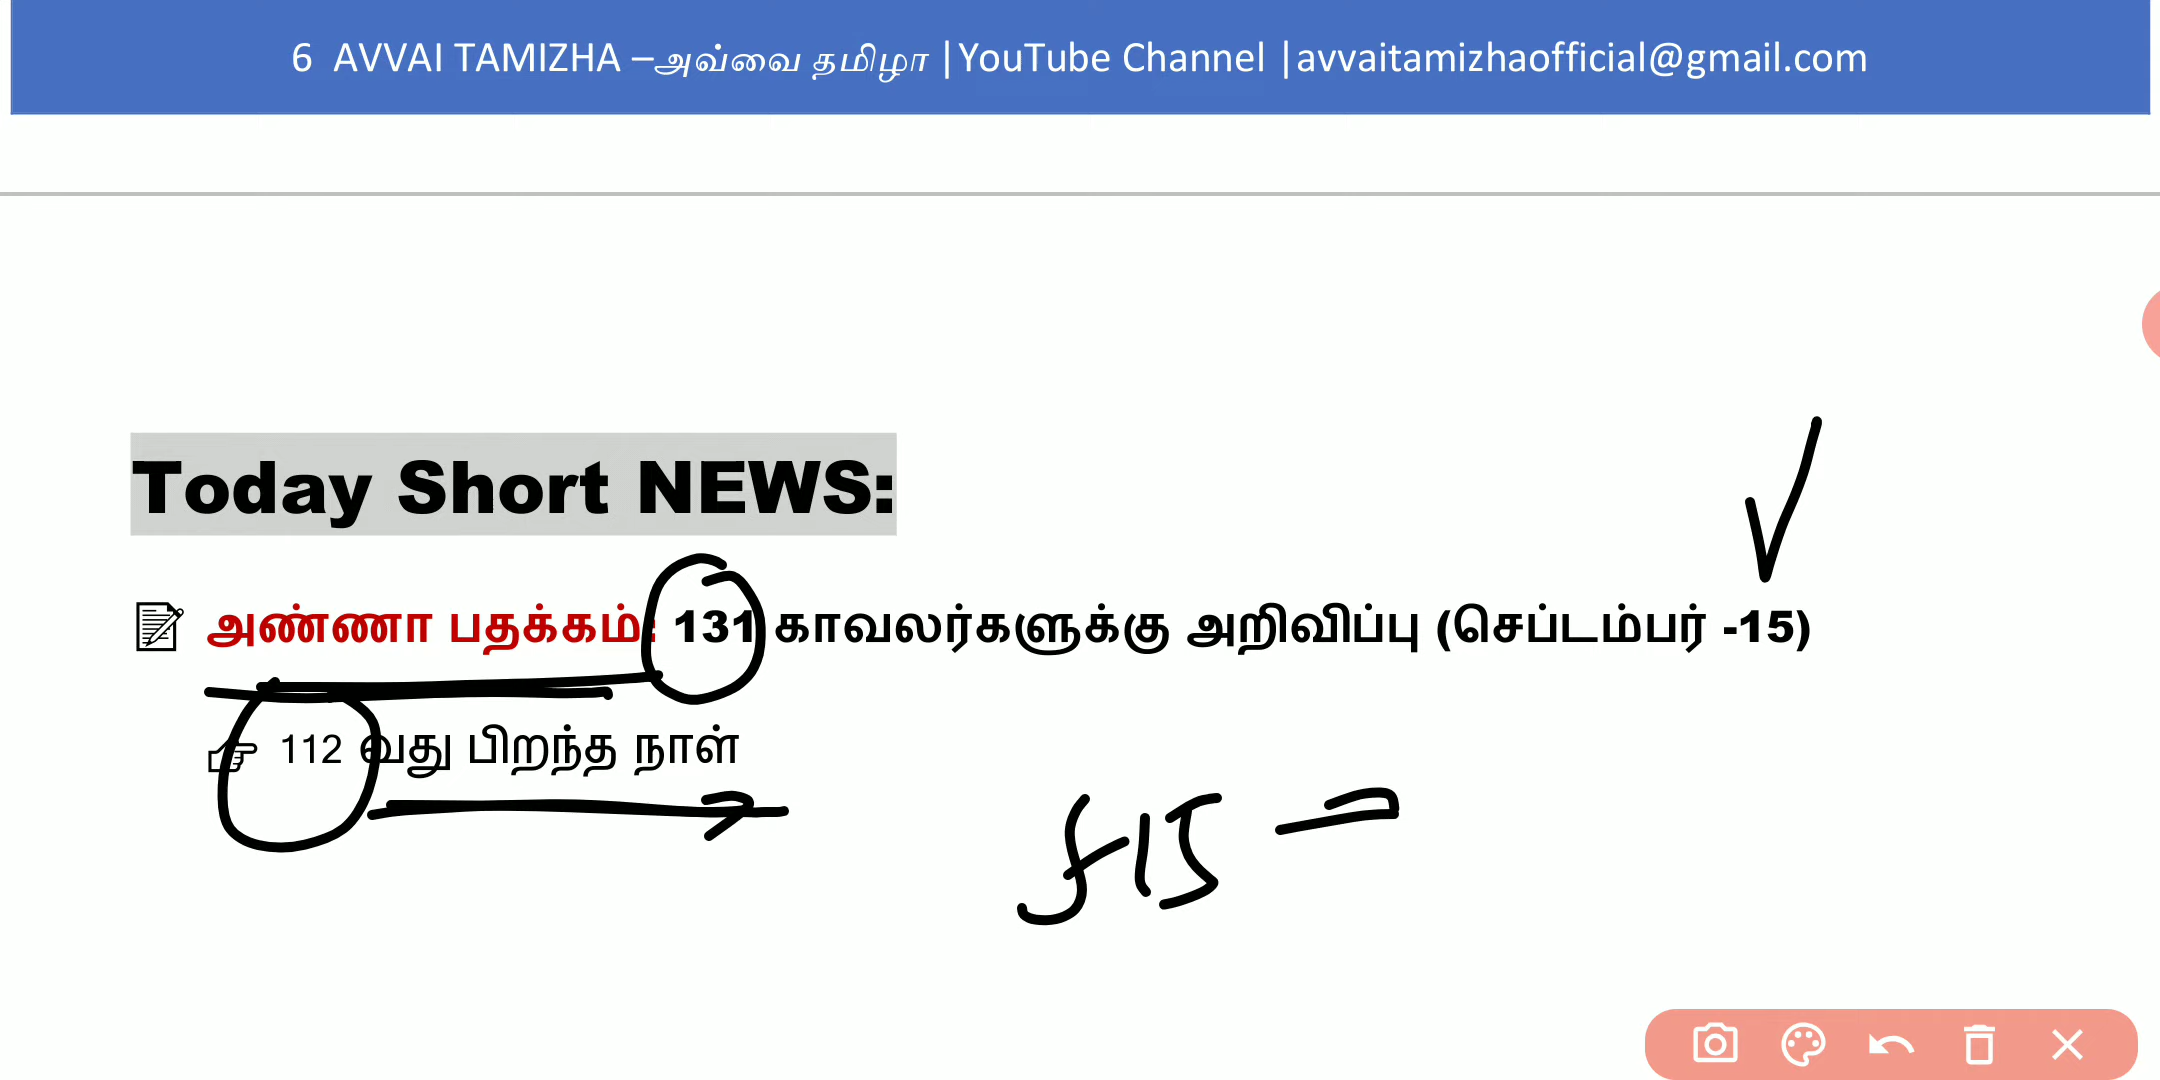 6 AVVAI TAMIZHA –அவ்வை தமிழா |YouTube Channel |avvaitamizhaofficial@gmail.com
Today Short NEWS:
அண்ணா பதக்கம்: 131 காவலர்களுக்கு அறிவிப்பு (செப்டம்பர் -15)
112 வது பிறந்த நாள்